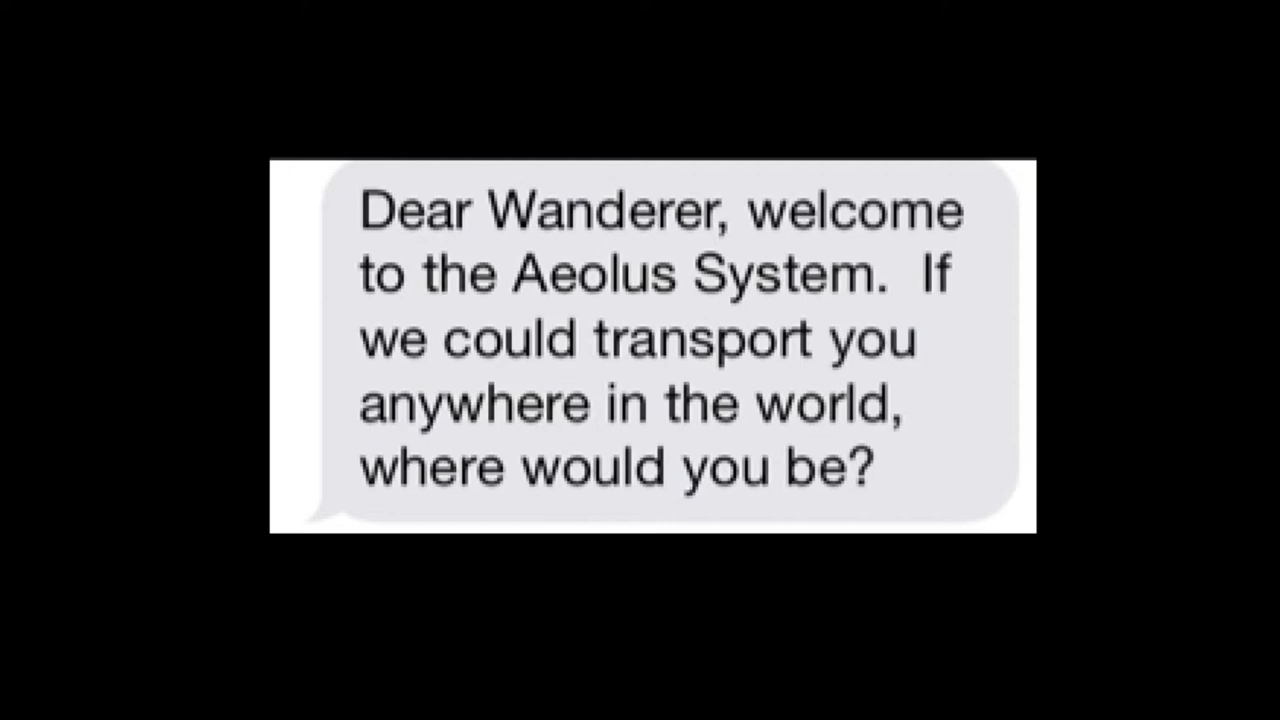 Dear Wanderer, welcome
to the Aeolus System.  If
we could transport you
anywhere in the world,
where would you be?